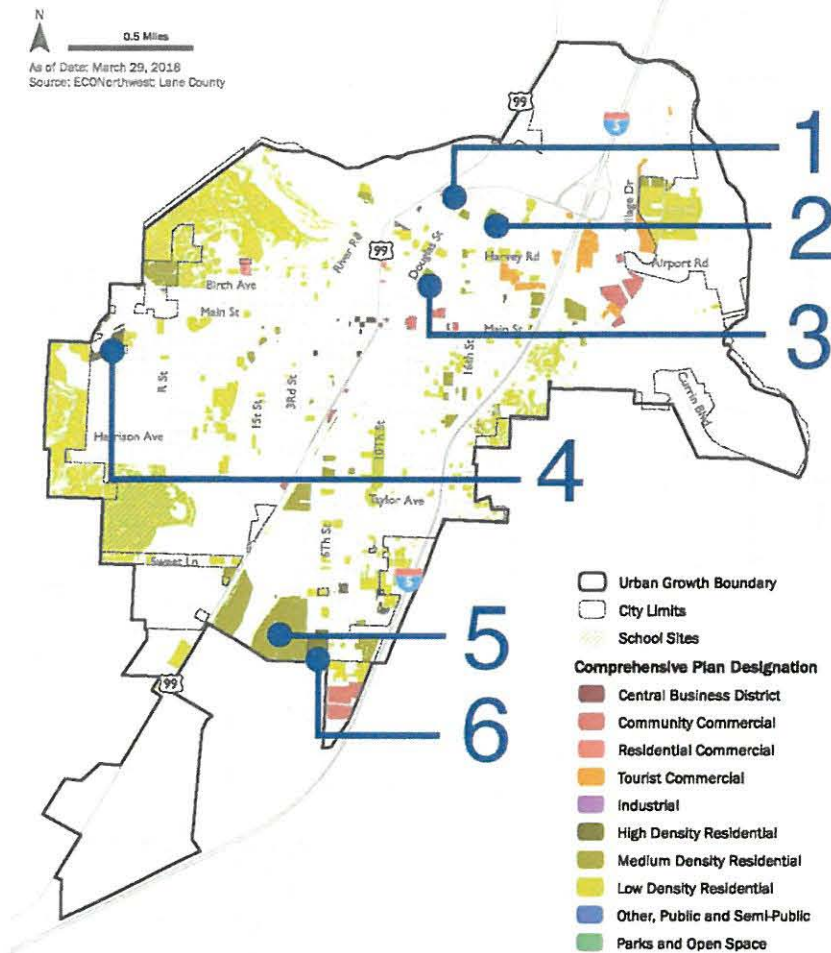 N
0.5 Miles
As of Date: March 29, 2018
Source: ECONorthwest; Lane County
99
5
1
Village Dr
2
River Rd
99
Douglas St
Harvey Rd
Airport Rd
Birch Ave
Main St
Main St
3
R St
1St St
3Rd St
16th St
Currin Blvd
Harrison Ave
10Th St
4
Taylor Ave
6Th St
Sweet Ln
5
5
99
6
Urban Growth Boundary
City Limits
School Sites
Comprehensive Plan Designation
Central Business District
Community Commercial
Residential Commercial
Tourist Commercial
Industrial
High Density Residential
Medium Density Residential
Low Density Residential
Other, Public and Semi-Public
Parks and Open Space